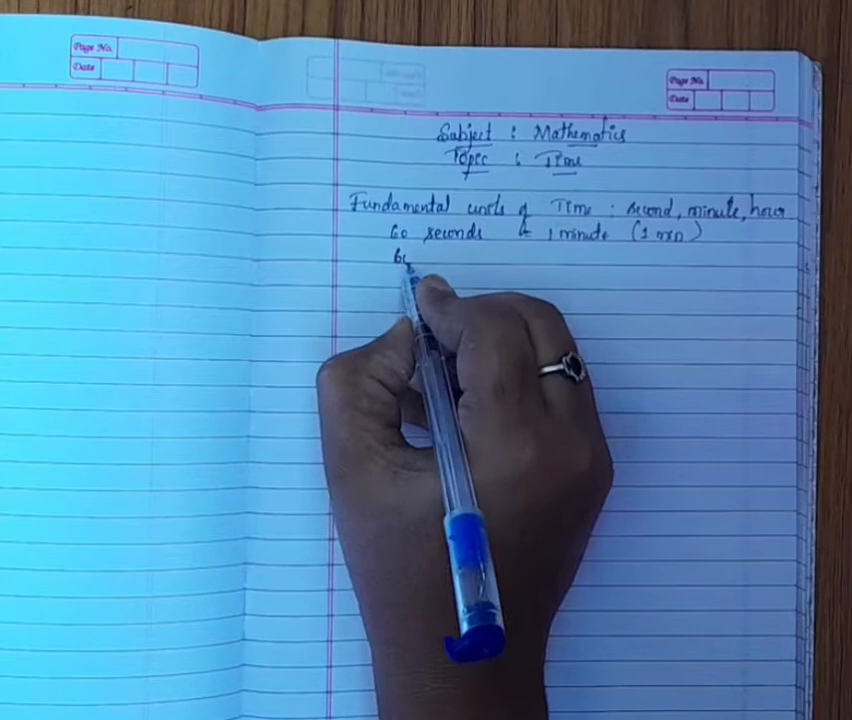 Page No.
Date
Page No.
Date
Subject : Mathematics
Topic : Time
Fundamental units of Time : second, minute, hour
60 seconds = 1 minute (1 min)
60